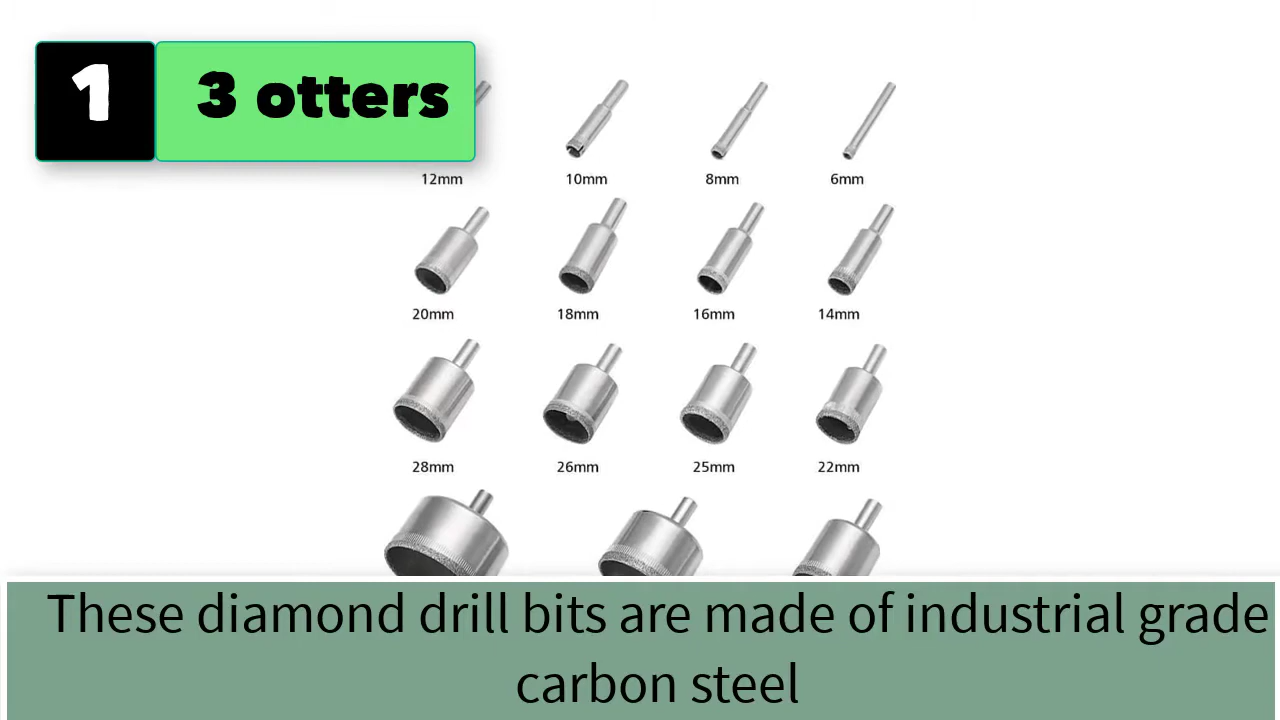 1 3 otters
12mm 10mm 8mm 6mm
20mm 18mm 16mm 14mm
28mm 26mm 25mm 22mm
These diamond drill bits are made of industrial grade
carbon steel